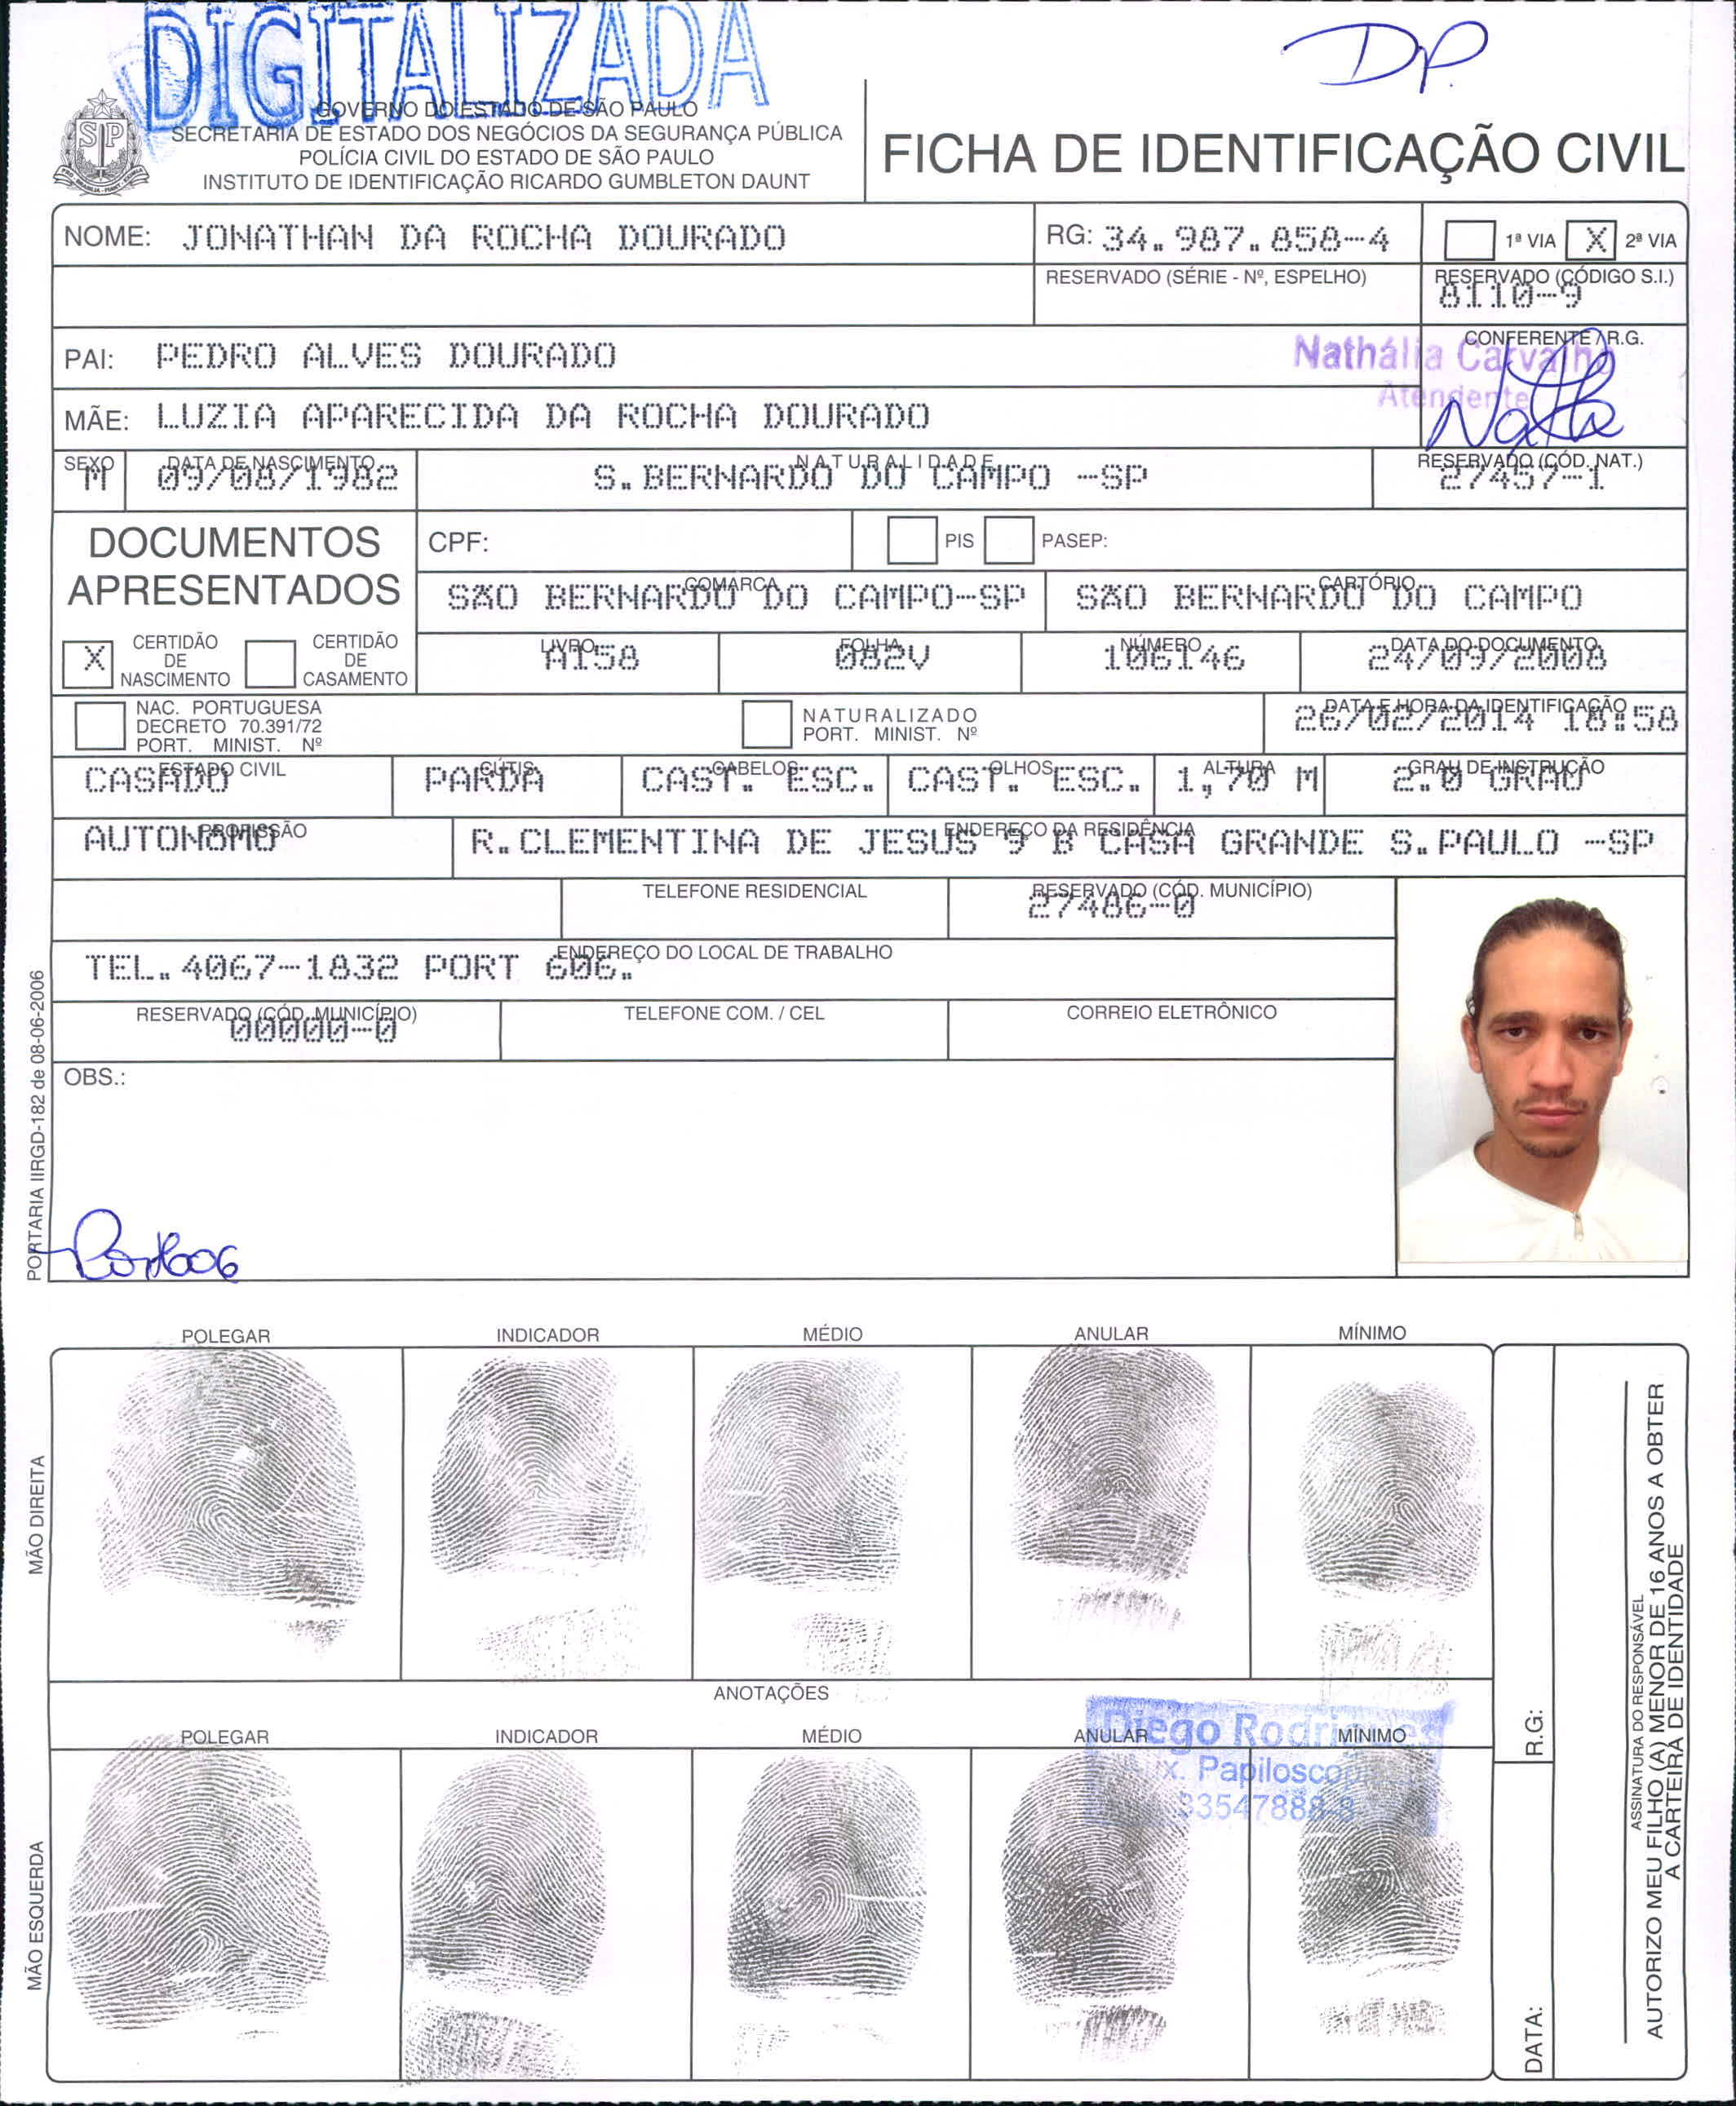 DIGITALIZADA
DP.
GOVERNO DO ESTADO DE SÃO PAULO
SECRETARIA DE ESTADO DOS NEGÓCIOS DA SEGURANÇA PÚBLICA
POLÍCIA CIVIL DO ESTADO DE SÃO PAULO
INSTITUTO DE IDENTIFICAÇÃO RICARDO GUMBLETON DAUNT
SP
FICHA DE IDENTIFICAÇÃO CIVIL
NOME: JONATHAN DA ROCHA DOURADO
RG: 34.987.858-4
1ª VIA X 2ª VIA
RESERVADO (SÉRIE - Nº, ESPELHO)
RESERVADO (CÓDIGO S.I.)
8110-9
PAI: PEDRO ALVES DOURADO
CONFERENTE / R.G.
Nathália Carvalho
Atendente
MÃE: LUZIA APARECIDA DA ROCHA DOURADO
SEXO
M
DATA DE NASCIMENTO
09/08/1982
NATURALIDADE
S.BERNARDO DO CAMPO -SP
RESERVADO (CÓD. NAT.)
27457-1
DOCUMENTOS
APRESENTADOS
CPF:
PIS
PASEP:
COMARCA
SÃO BERNARDO DO CAMPO-SP
CARTÓRIO
SÃO BERNARDO DO CAMPO
X CERTIDÃO
DE
NASCIMENTO
CERTIDÃO
DE
CASAMENTO
LIVRO
A158
FOLHA
082V
NÚMERO
106146
DATA DO DOCUMENTO
24/09/2008
NAC. PORTUGUESA
DECRETO 70.391/72
PORT. MINIST. Nº
NATURALIZADO
PORT. MINIST. Nº
DATA E HORA DA IDENTIFICAÇÃO
26/02/2014 18:58
ESTADO CIVIL
CASADO
CÚTIS
PARDA
CABELOS
CAST. ESC.
OLHOS
CAST. ESC.
ALTURA
1,70 M
GRAU DE INSTRUÇÃO
2.0 GRAU
PROFISSÃO
AUTONOMO
ENDEREÇO DA RESIDÊNCIA
R.CLEMENTINA DE JESUS 9 B CASA GRANDE S.PAULO -SP
TELEFONE RESIDENCIAL
RESERVADO (CÓD. MUNICÍPIO)
27486-0
ENDEREÇO DO LOCAL DE TRABALHO
TEL.4067-1832 PORT 606.
RESERVADO (CÓD. MUNICÍPIO)
00000-0
TELEFONE COM. / CEL
CORREIO ELETRÔNICO
OBS.:
PORTARIA IIRGD-182 de 08-06-2006
POLEGAR INDICADOR MÉDIO ANULAR MÍNIMO
MÃO DIREITA
ANOTAÇÕES
POLEGAR INDICADOR MÉDIO ANULAR MÍNIMO
Diego Rodrigues
Papiloscopista
33547888-8
MÃO ESQUERDA
R.G:
DATA:
ASSINATURA DO RESPONSÁVEL
AUTORIZO MEU FILHO (A) MENOR DE 16 ANOS A OBTER
A CARTEIRA DE IDENTIDADE